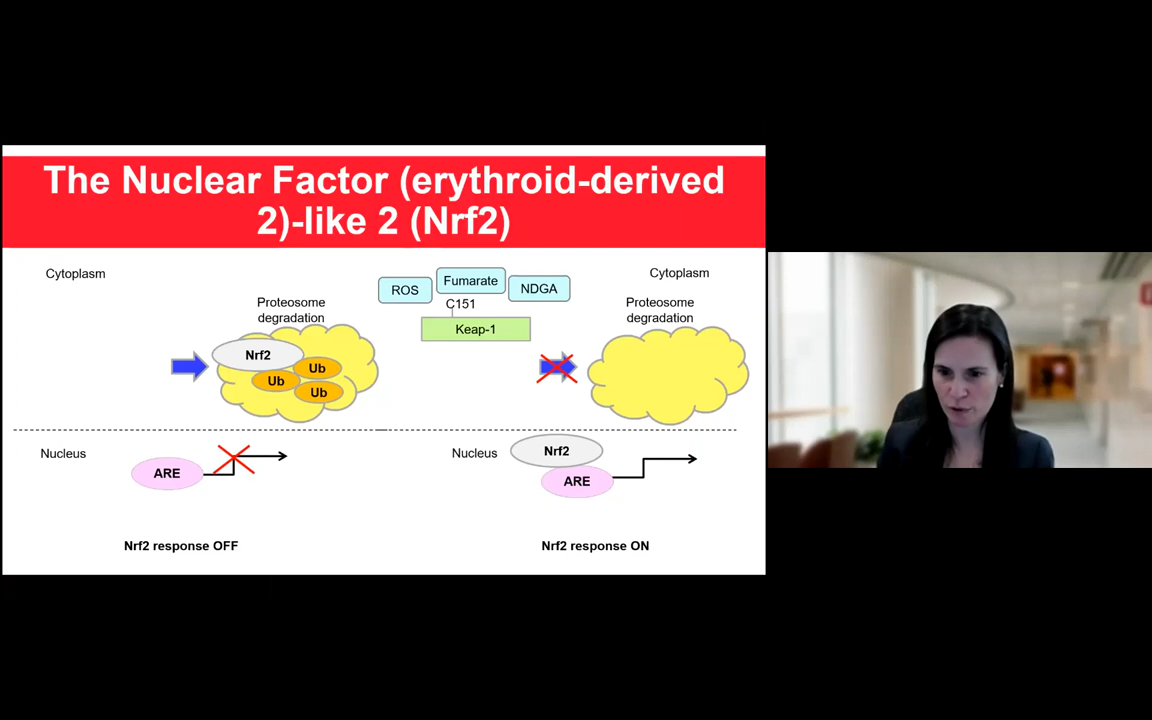 The Nuclear Factor (erythroid-derived
2)-like 2 (Nrf2)
Cytoplasm
Proteosome
degradation
Nrf2
Ub
Ub
Ub
Nucleus
ARE
Nrf2 response OFF
ROS
Fumarate
NDGA
C151
Keap-1
Cytoplasm
Proteosome
degradation
Nucleus
Nrf2
ARE
Nrf2 response ON